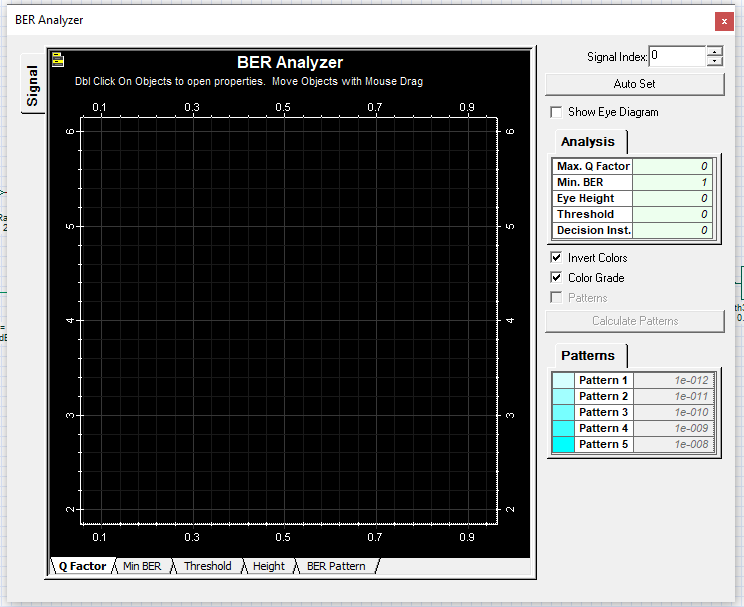 BER Analyzer
Signal
BER Analyzer
Dbl Click On Objects to open properties. Move Objects with Mouse Drag
0.1 0.3 0.5 0.7 0.9
6 6
5 5
4 4
3 3
2 2
0.1 0.3 0.5 0.7 0.9
Q Factor Min BER Threshold Height BER Pattern
Signal Index: 0
Auto Set
Show Eye Diagram
Analysis
Max. Q Factor 0
Min. BER 1
Eye Height 0
Threshold 0
Decision Inst. 0
Invert Colors
Color Grade
Patterns
Calculate Patterns
Patterns
Pattern 1 1e-012
Pattern 2 1e-011
Pattern 3 1e-010
Pattern 4 1e-009
Pattern 5 1e-008